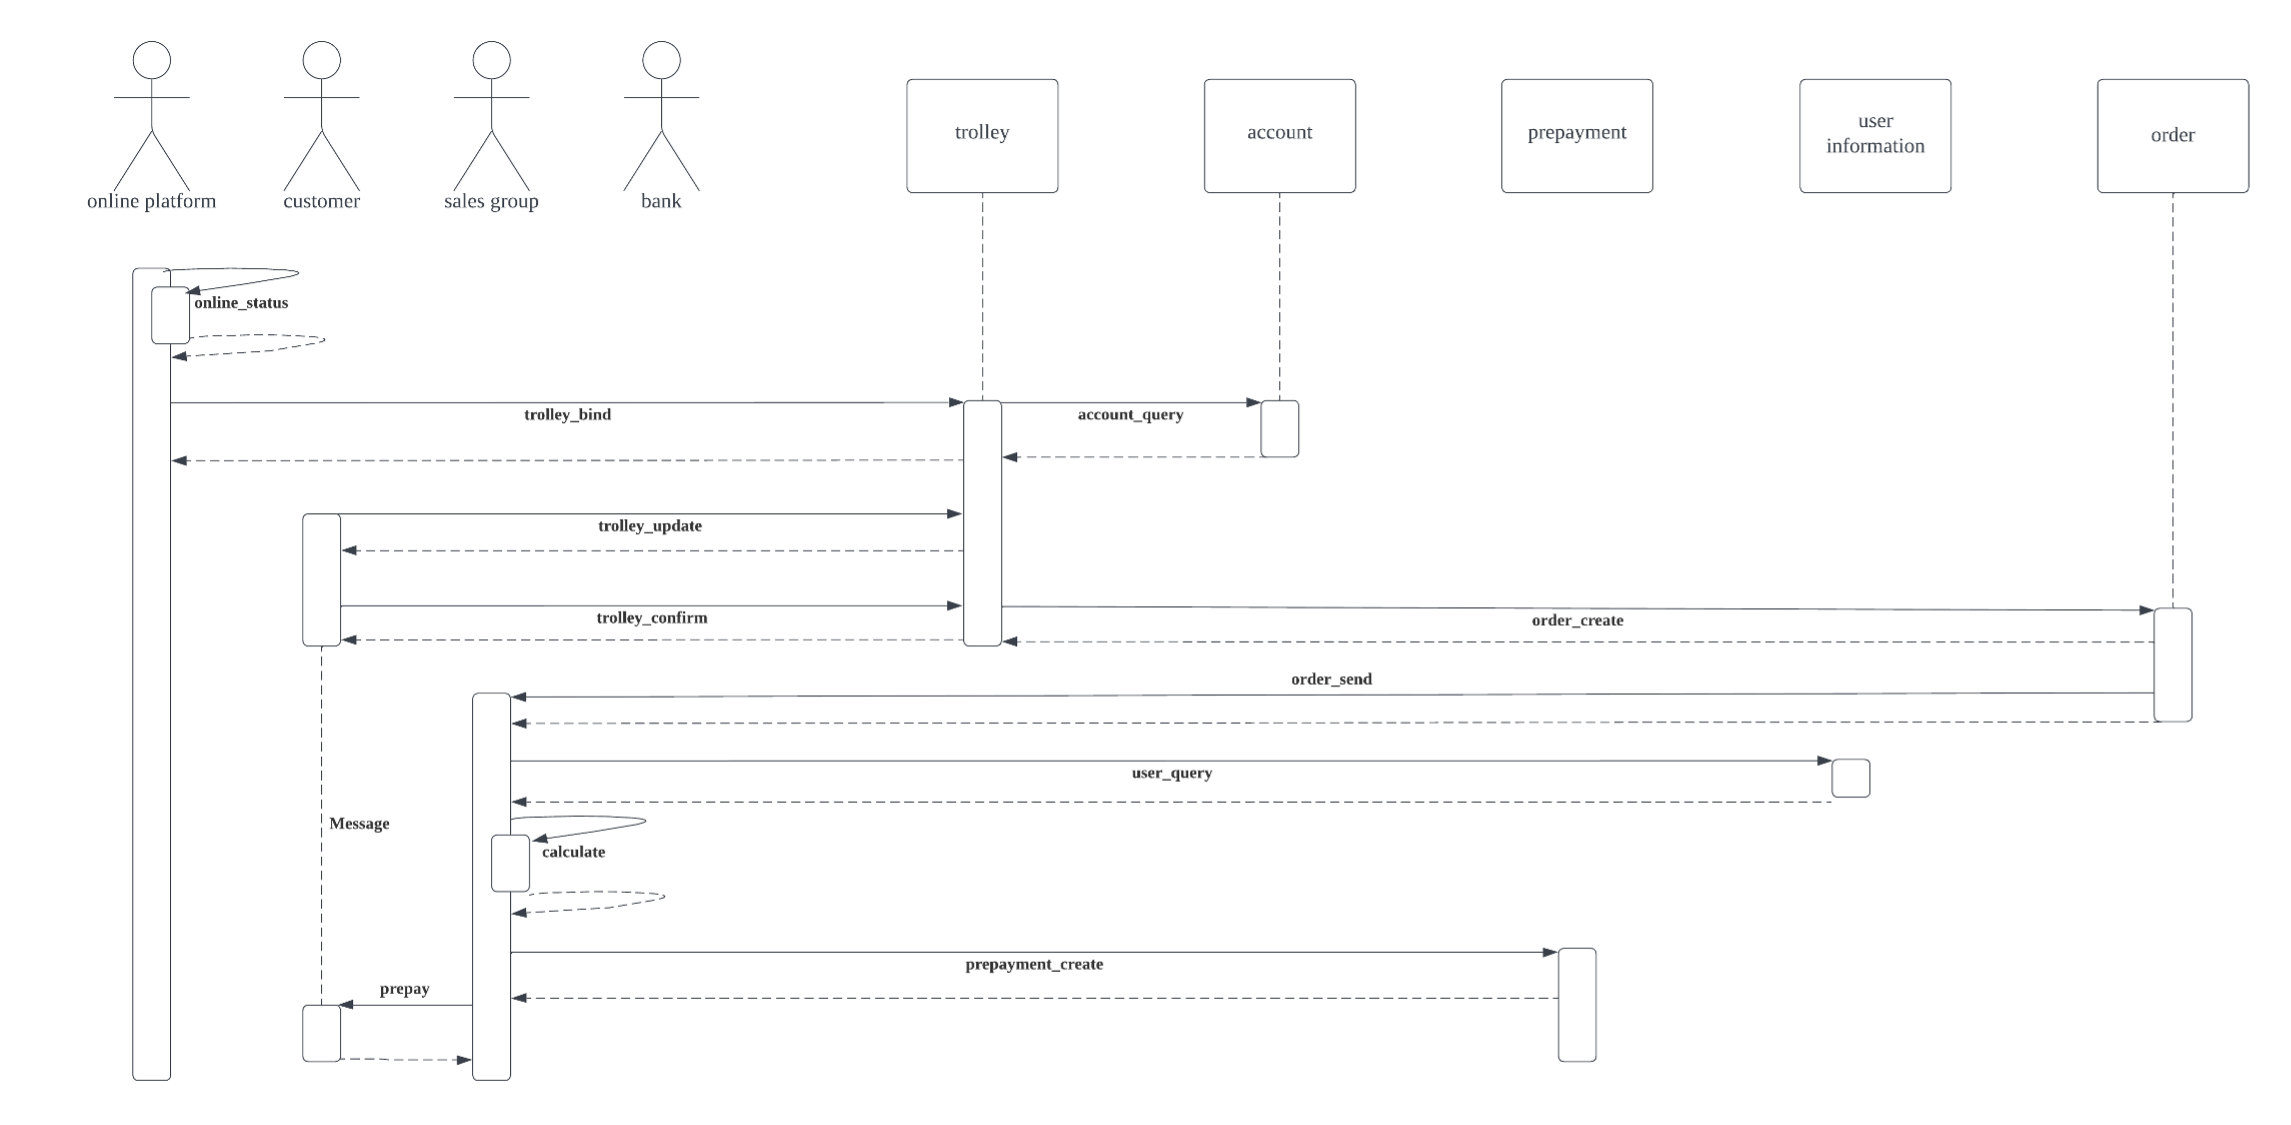 online platform
customer
sales group
bank
trolley
account
prepayment
user
information
order
online_status
trolley_bind
account_query
trolley_update
trolley_confirm
order_create
order_send
user_query
Message
calculate
prepayment_create
prepay